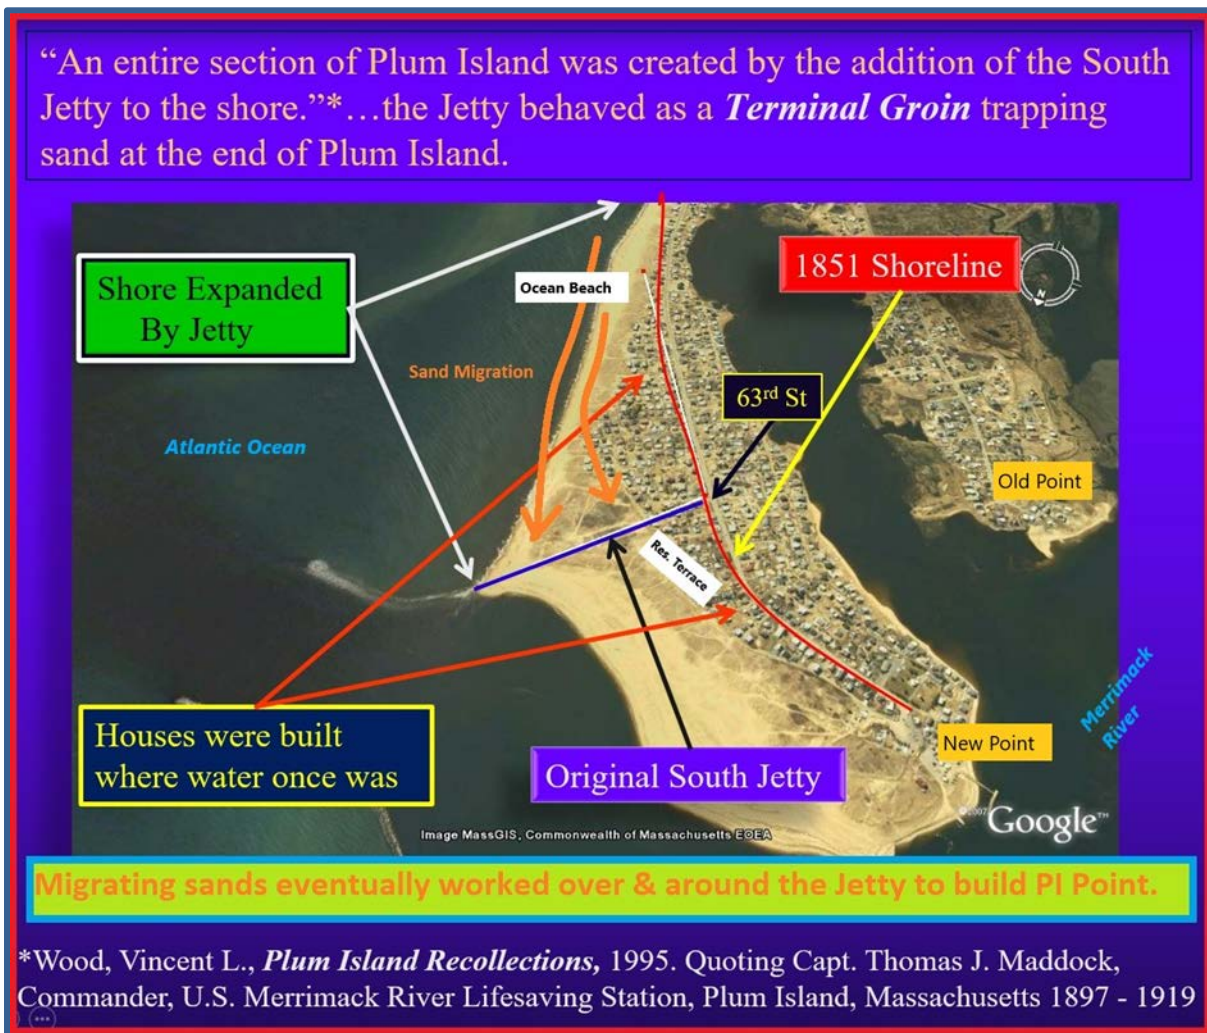 “An entire section of Plum Island was created by the addition of the South
Jetty to the shore.”*…the Jetty behaved as a Terminal Groin trapping
sand at the end of Plum Island.
Shore Expanded
By Jetty
Ocean Beach
1851 Shoreline
N
Sand Migration
63rd St
Atlantic Ocean
Old Point
Res. Terrace
Merrimack
River
Houses were built
where water once was
New Point
Original South Jetty
©2007 Google™
Image MassGIS, Commonwealth of Massachusetts EOEA
Migrating sands eventually worked over & around the Jetty to build PI Point.
*Wood, Vincent L., Plum Island Recollections, 1995. Quoting Capt. Thomas J. Maddock,
Commander, U.S. Merrimack River Lifesaving Station, Plum Island, Massachusetts 1897 - 1919